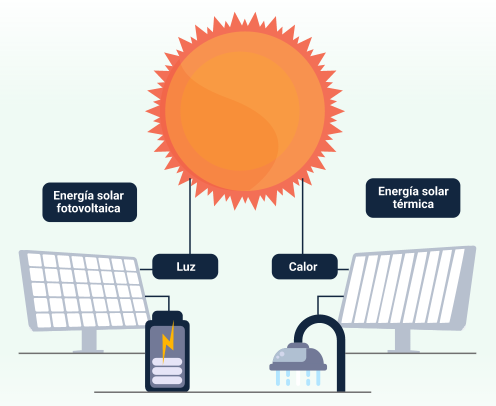 Energía solar
fotovoltaica
Energía solar
térmica
Luz
Calor